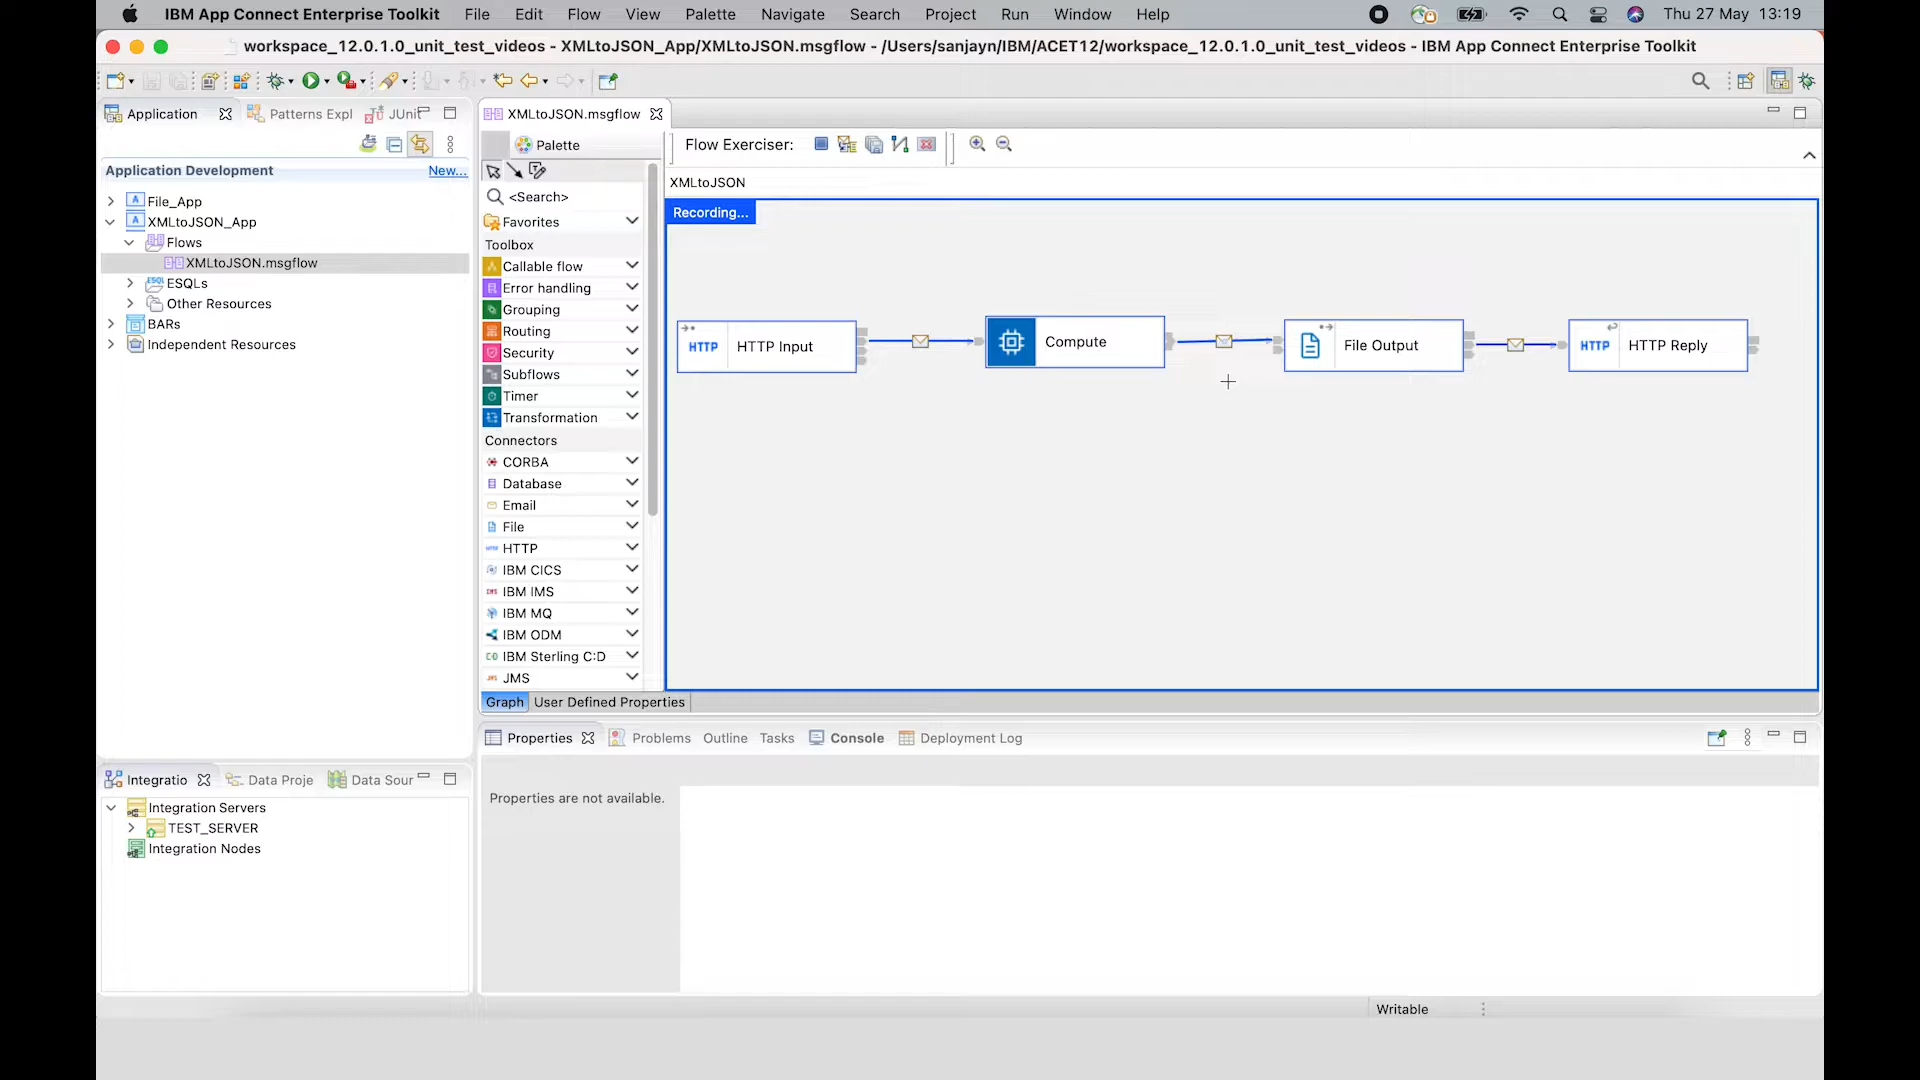 IBM App Connect Enterprise Toolkit File Edit Flow View Palette Navigate Search Project Run Window Help Thu 27 May 13:19
workspace_12.0.1.0_unit_test_videos - XMLtoJSON_App/XMLtoJSON.msgflow - /Users/sanjayn/IBM/ACET12/workspace_12.0.1.0_unit_test_videos - IBM App Connect Enterprise Toolkit
Application Patterns Expl JUnit
Application Development New...
File_App
XMLtoJSON_App
Flows
XMLtoJSON.msgflow
ESQLs
Other Resources
BARs
Independent Resources
XMLtoJSON.msgflow
Palette
<Search>
Favorites
Toolbox
Callable flow
Error handling
Grouping
Routing
Security
Subflows
Timer
Transformation
Connectors
CORBA
Database
Email
File
HTTP
IBM CICS
IBM IMS
IBM MQ
IBM ODM
IBM Sterling C:D
JMS
Flow Exerciser:
XMLtoJSON
Recording...
HTTP HTTP Input
Compute
File Output
HTTP HTTP Reply
Graph User Defined Properties
Properties Problems Outline Tasks Console Deployment Log
Properties are not available.
Integratio Data Proje Data Sour
Integration Servers
TEST_SERVER
Integration Nodes
Writable